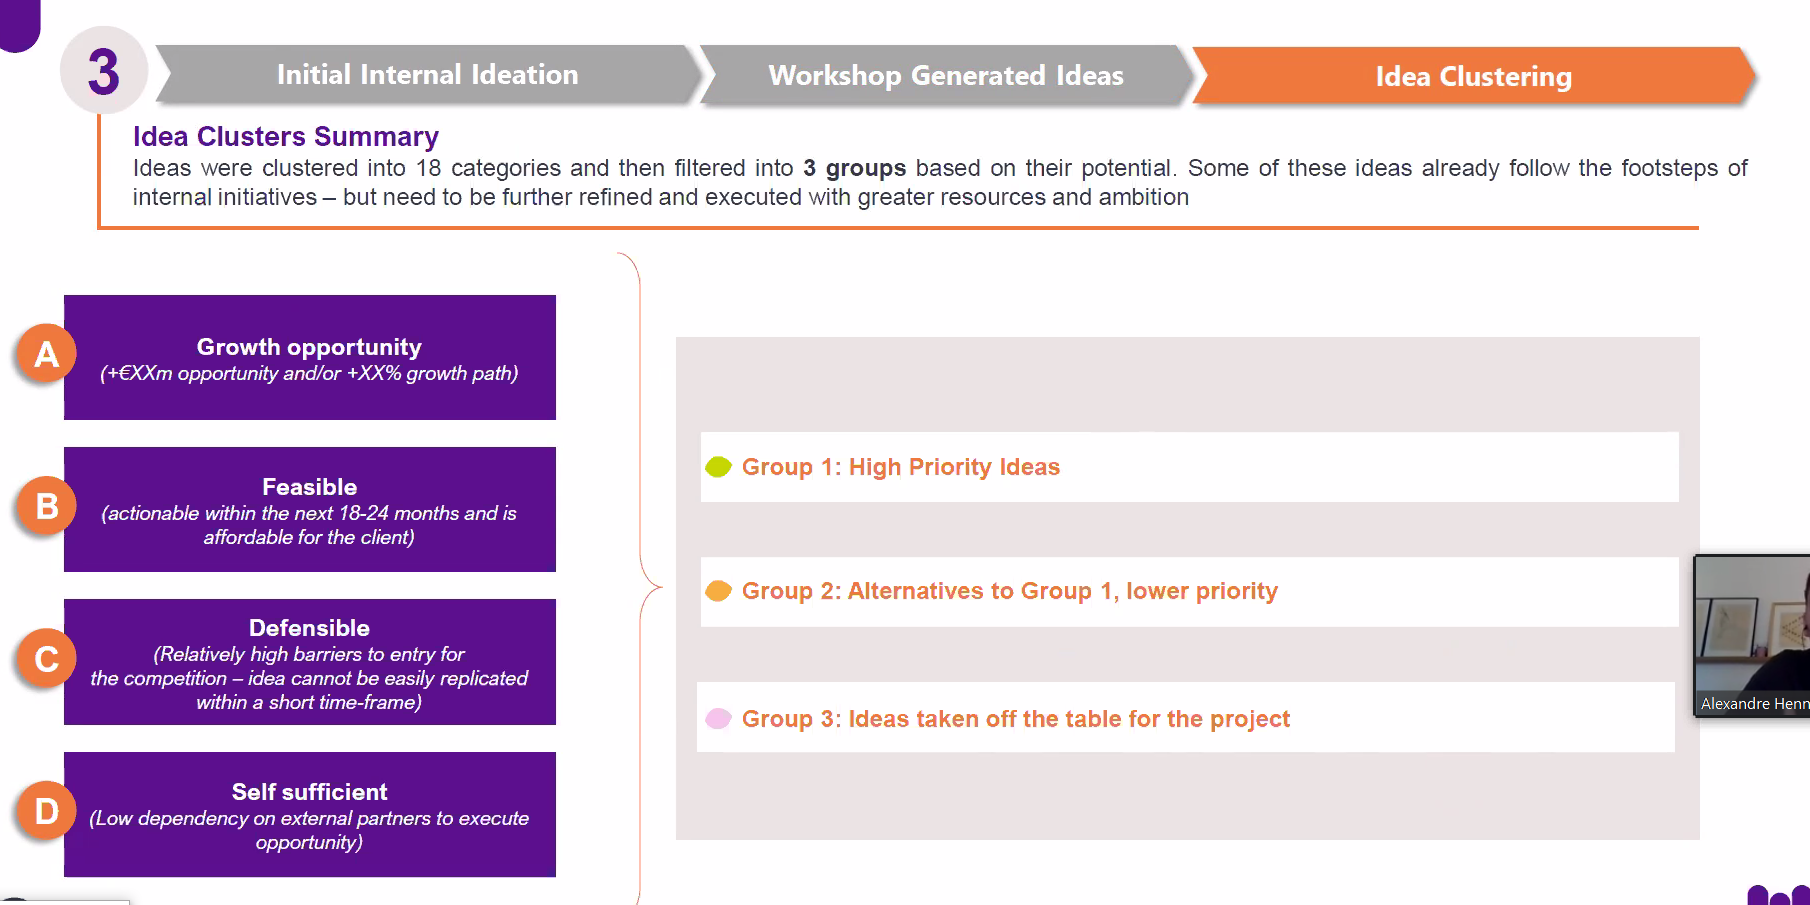 3
Initial Internal Ideation
Workshop Generated Ideas
Idea Clustering
Idea Clusters Summary
Ideas were clustered into 18 categories and then filtered into 3 groups based on their potential. Some of these ideas already follow the footsteps of
internal initiatives – but need to be further refined and executed with greater resources and ambition
A
Growth opportunity
(+€XXm opportunity and/or +XX% growth path)
B
Feasible
(actionable within the next 18-24 months and is
affordable for the client)
C
Defensible
(Relatively high barriers to entry for
the competition – idea cannot be easily replicated
within a short time-frame)
D
Self sufficient
(Low dependency on external partners to execute
opportunity)
Group 1: High Priority Ideas
Group 2: Alternatives to Group 1, lower priority
Group 3: Ideas taken off the table for the project
Alexandre Henn